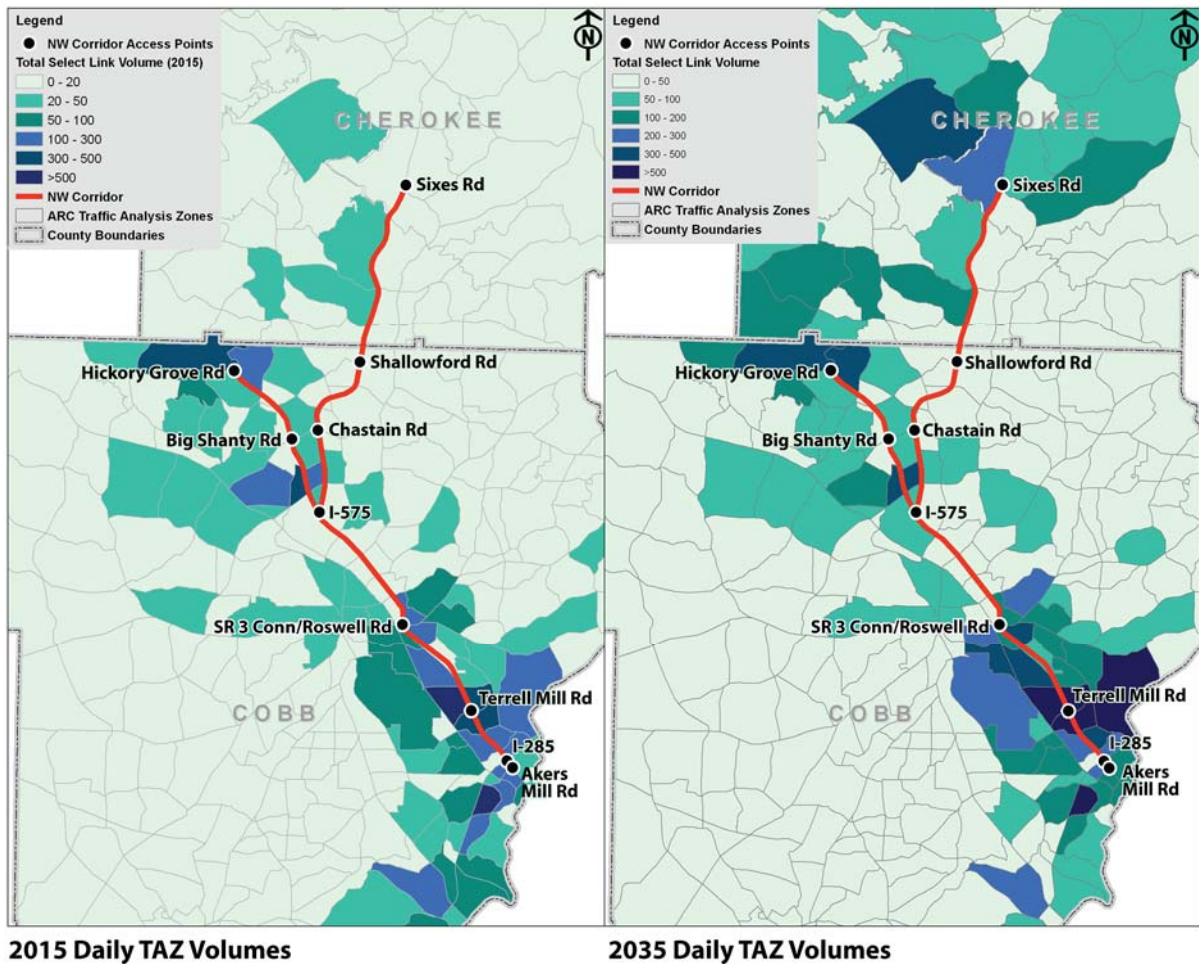 Legend
NW Corridor Access Points
Total Select Link Volume (2015)
0 - 20
20 - 50
50 - 100
100 - 300
300 - 500
>500
NW Corridor
ARC Traffic Analysis Zones
County Boundaries
N
CHEROKEE
Sixes Rd
Shallowford Rd
Hickory Grove Rd
Chastain Rd
Big Shanty Rd
I-575
SR 3 Conn/Roswell Rd
Terrell Mill Rd
COBB
I-285
Akers
Mill Rd
2015 Daily TAZ Volumes
Legend
NW Corridor Access Points
Total Select Link Volume
0 - 50
50 - 100
100 - 200
200 - 300
300 - 500
>500
NW Corridor
ARC Traffic Analysis Zones
County Boundaries
N
CHEROKEE
Sixes Rd
Shallowford Rd
Hickory Grove Rd
Chastain Rd
Big Shanty Rd
I-575
SR 3 Conn/Roswell Rd
Terrell Mill Rd
COBB
I-285
Akers
Mill Rd
2035 Daily TAZ Volumes